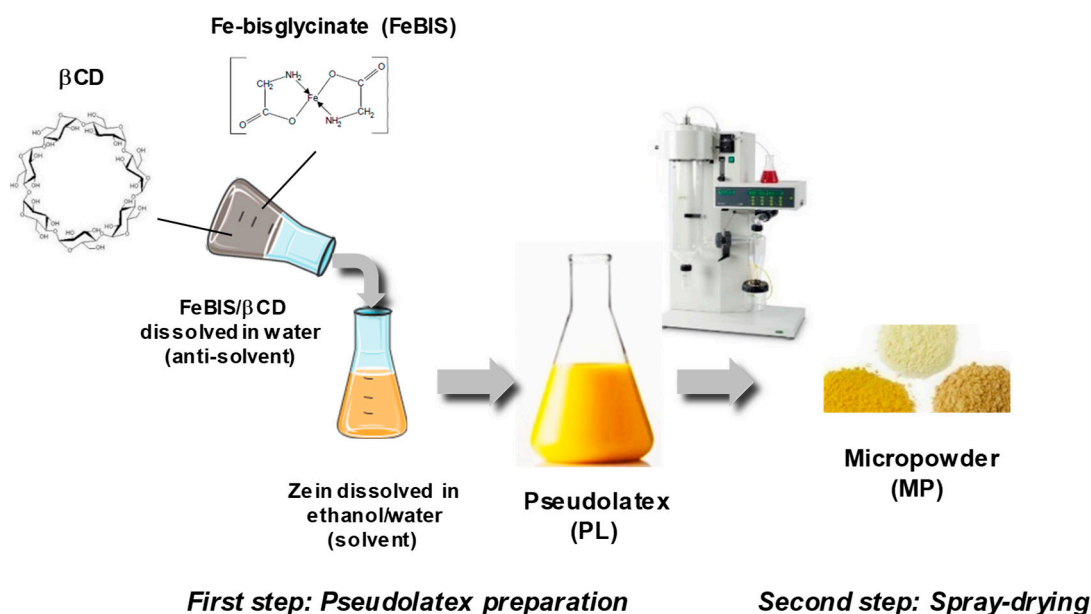 Fe-bisglycinate (FeBIS)
βCD
FeBIS/βCD
dissolved in water
(anti-solvent)
Zein dissolved in
ethanol/water
(solvent)
Pseudolatex
(PL)
Micropowder
(MP)
First step: Pseudolatex preparation
Second step: Spray-drying